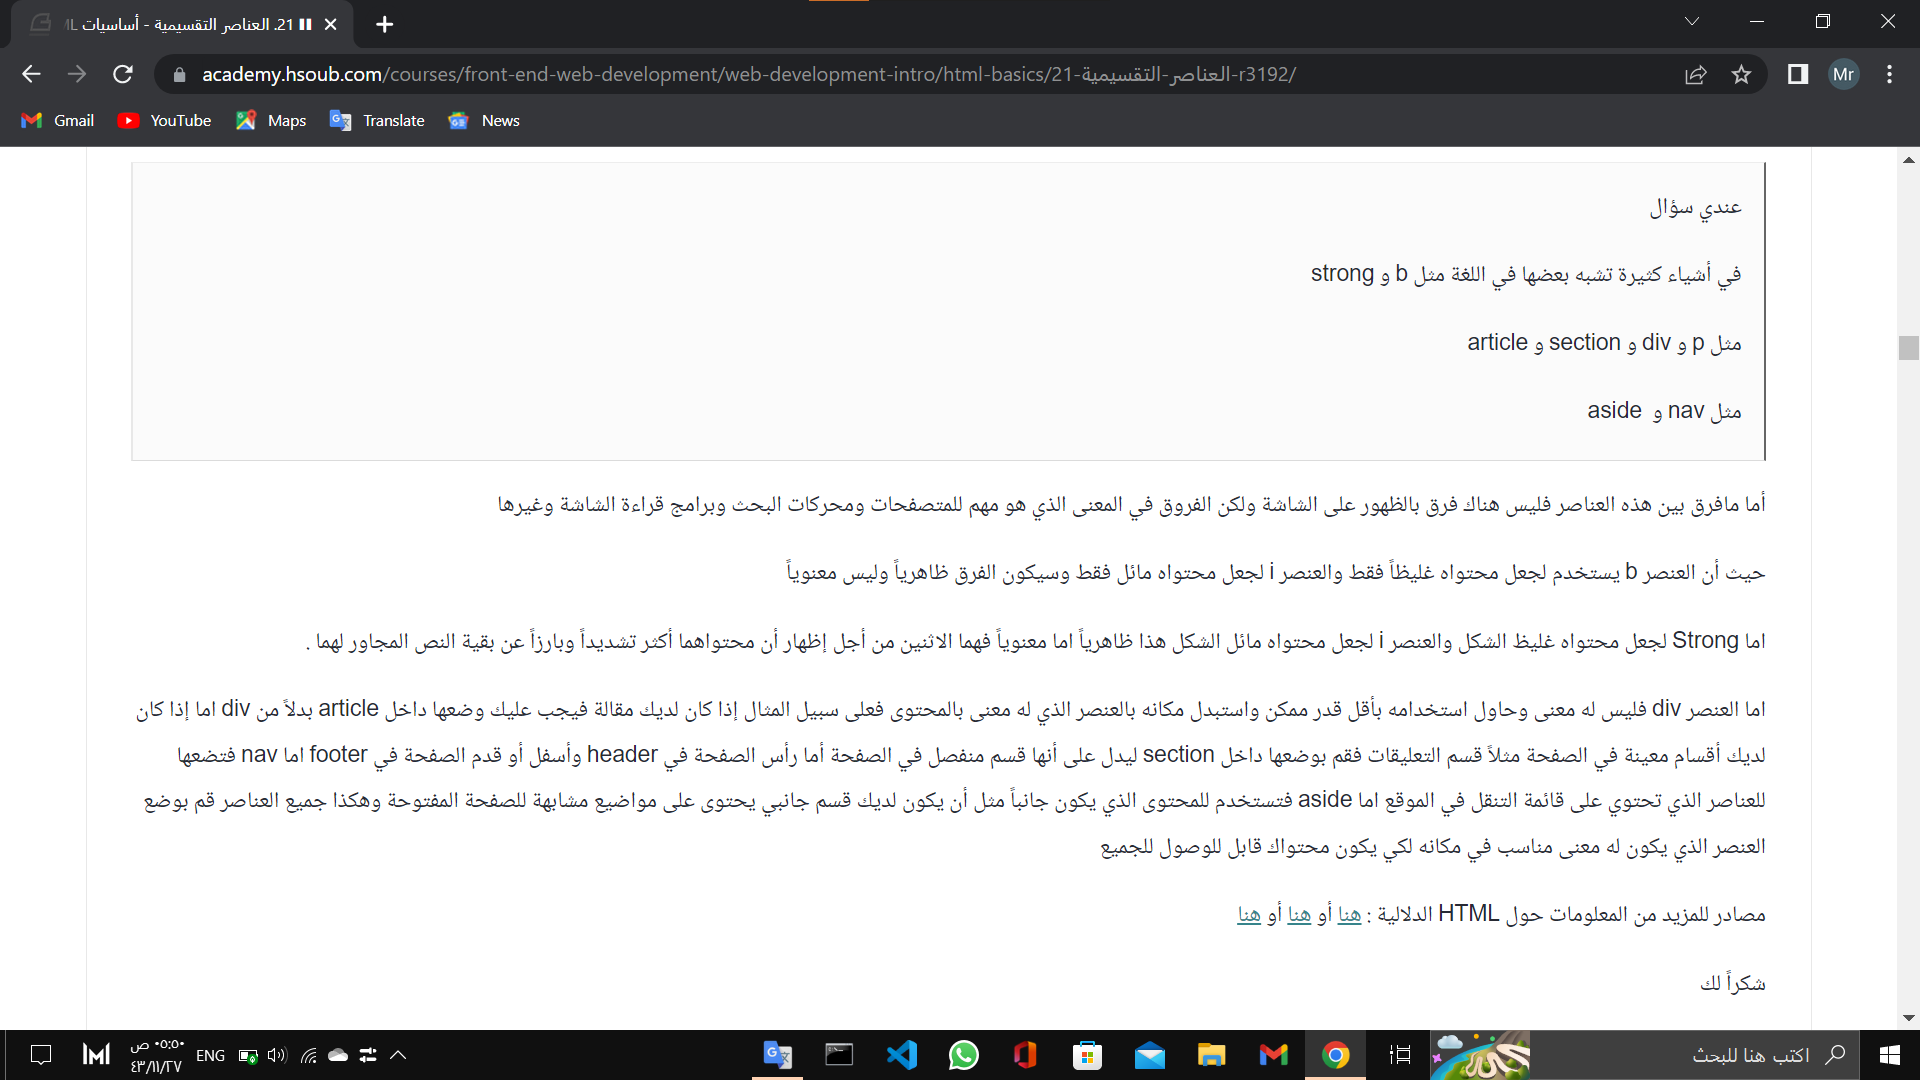 21. العناصر التقسيمية - أساسيات ML
academy.hsoub.com/courses/front-end-web-development/web-development-intro/html-basics/21-العناصر-التقسيمية-r3192/
Mr
Gmail
YouTube
Maps
Translate
News
عندي سؤال
في أشياء كثيرة تشبه بعضها في اللغة مثل b و strong
مثل p و div و section و article
مثل nav و aside
أما مافرق بين هذه العناصر فليس هناك فرق بالظهور على الشاشة ولكن الفروق في المعنى الذي هو مهم للمتصفحات ومحركات البحث وبرامج قراءة الشاشة وغيرها
حيث أن العنصر b يستخدم لجعل محتواه غليظاً فقط والعنصر i لجعل محتواه مائل فقط وسيكون الفرق ظاهرياً وليس معنوياً
اما Strong لجعل محتواه غليظ الشكل والعنصر i لجعل محتواه مائل الشكل هذا ظاهرياً اما معنوياً فهما الاثنين من أجل إظهار أن محتواهما أكثر تشديداً وبارزاً عن بقية النص المجاور لهما .
اما العنصر div فليس له معنى وحاول استخدامه بأقل قدر ممكن واستبدل مكانه بالعنصر الذي له معنى بالمحتوى فعلى سبيل المثال إذا كان لديك مقالة فيجب عليك وضعها داخل article بدلاً من div اما إذا كان
لديك أقسام معينة في الصفحة مثلاً قسم التعليقات فقم بوضعها داخل section ليدل على أنها قسم منفصل في الصفحة أما رأس الصفحة في header وأسفل أو قدم الصفحة في footer اما nav فتضعها
للعناصر الذي تحتوي على قائمة التنقل في الموقع اما aside فتستخدم للمحتوى الذي يكون جانباً مثل أن يكون لديك قسم جانبي يحتوى على مواضيع مشابهة للصفحة المفتوحة وهكذا جميع العناصر قم بوضع
العنصر الذي يكون له معنى مناسب في مكانه لكي يكون محتواك قابل للوصول للجميع
مصادر للمزيد من المعلومات حول HTML الدلالية : هنا أو هنا أو هنا
شكراً لك
٠٥:٥٠ ص
٤٣/١١/٢٧
ENG
اكتب هنا للبحث